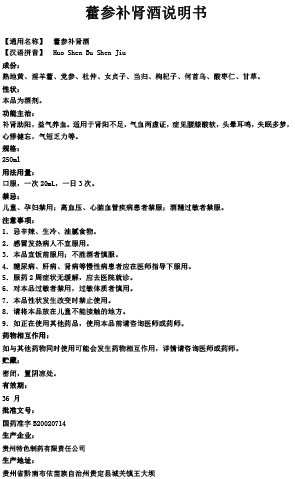 藿参补肾酒说明书
【通用名称】 藿参补肾酒
【汉语拼音】 Huo Shen Bu Shen Jiu
成份：
熟地黄、淫羊藿、党参、杜仲、女贞子、当归、枸杞子、何首乌、酸枣仁、甘草。
性状：
本品为酒剂。
功能主治：
补肾助阳，益气养血。适用于肾阳不足，气血两虚证，症见腰膝酸软，头晕耳鸣，失眠多梦，
心悸健忘，气短乏力等。
规格：
250ml
用法用量：
口服，一次 20mL，一日 3 次。
禁忌：
儿童、孕妇禁用；高血压、心脑血管疾病患者禁服；酒精过敏者禁服。
注意事项：
1. 忌辛辣、生冷、油腻食物。
2. 感冒发热病人不宜服用。
3. 本品宜饭前服用；不胜酒者慎服。
4. 糖尿病、肝病、肾病等慢性病患者应在医师指导下服用。
5. 服药 2 周症状无缓解，应去医院就诊。
6. 对本品过敏者禁用，过敏体质者慎用。
7. 本品性状发生改变时禁止使用。
8. 请将本品放在儿童不能接触的地方。
9. 如正在使用其他药品，使用本品前请咨询医师或药师。
药物相互作用：
如与其他药物同时使用可能会发生药物相互作用，详情请咨询医师或药师。
贮藏：
密闭，置阴凉处。
有效期：
36 月
批准文号：
国药准字 B20020714
生产企业：
贵州特色制药有限责任公司
生产地址：
贵州省黔南布依苗族自治州贵定县城关镇王大坝